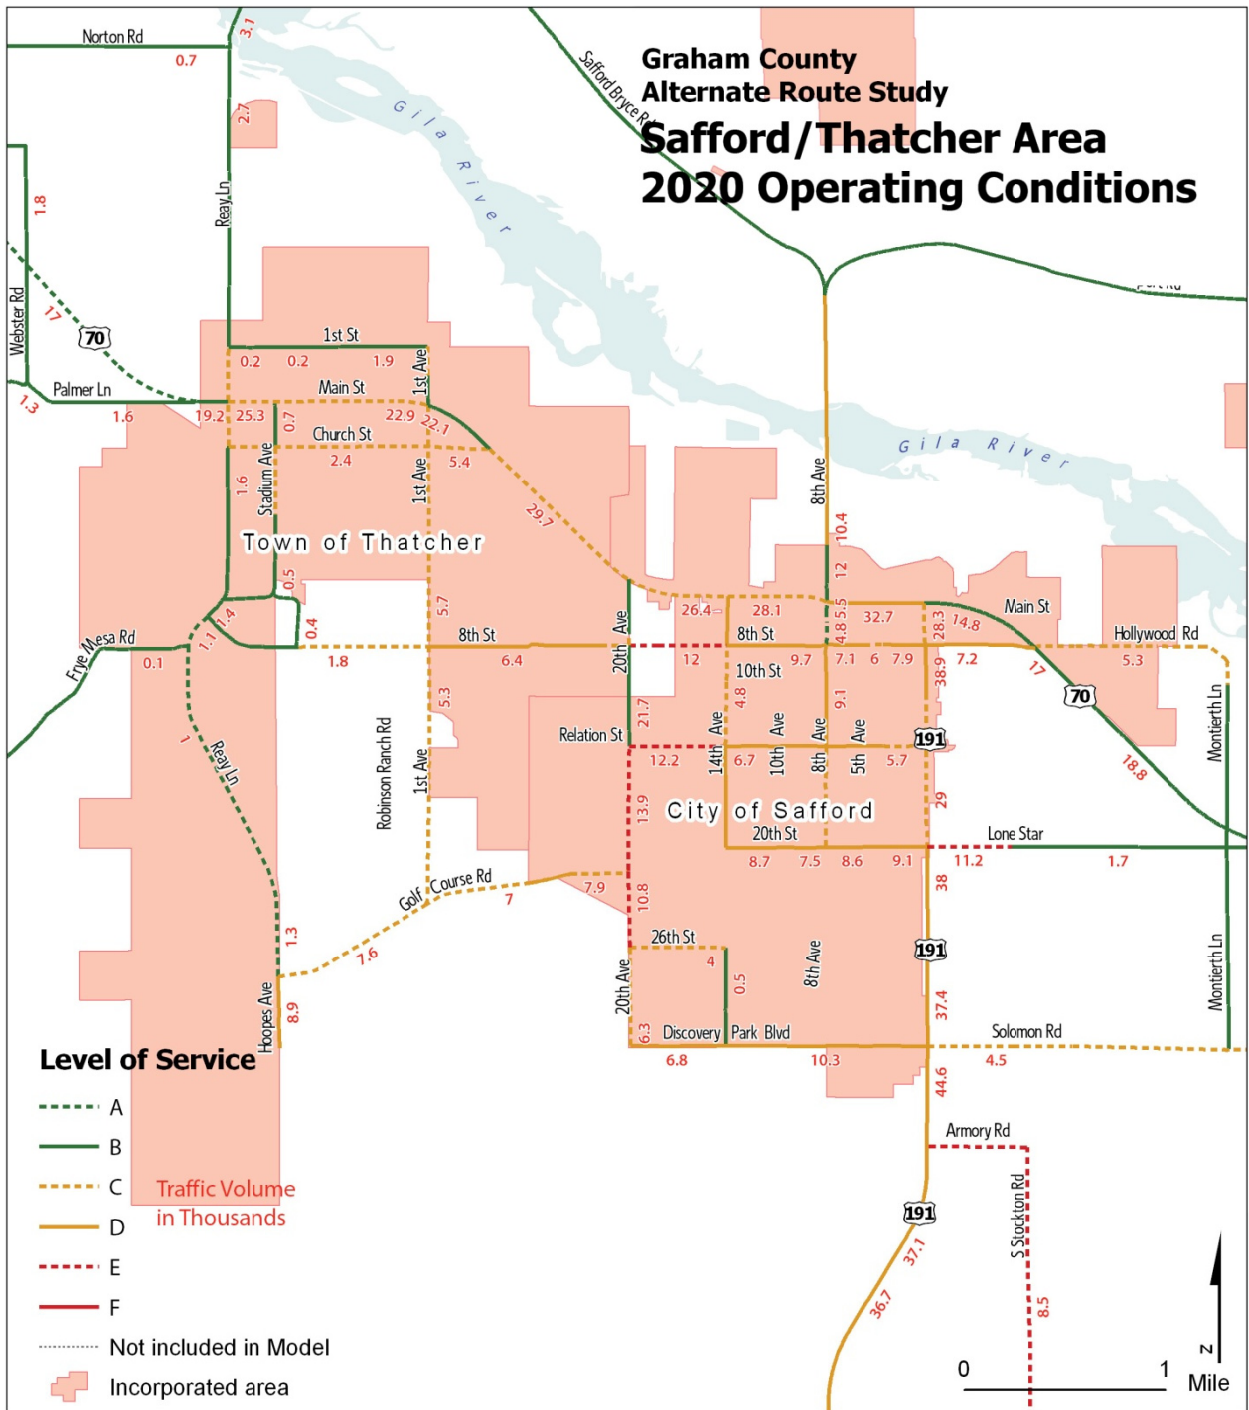 Norton Rd
0.7
3.1
Graham County
Alternate Route Study
Safford/Thatcher Area
2020 Operating Conditions
Safford Bryce Rd
Gila River
2.7
Reay Ln
1.8
Webster Rd
17
70
1st St
0.2
0.2
1.9
1st Ave
Palmer Ln
1.3
1.6
19.2
Main St
25.3
0.7
22.9
22.1
Church St
2.4
5.4
1.6
Stadium Ave
1st Ave
29.7
Gila River
8th Ave
10.4
Town of Thatcher
0.5
1.4
1.1
0.4
5.7
12
26.4
28.1
5.5
4.8
32.7
28.3
14.8
Main St
Hollywood Rd
Frye Mesa Rd
0.1
1.8
8th St
6.4
20th Ave
12
8th St
9.7
7.1
6
7.9
7.2
5.3
38.9
17
70
10th St
4.8
9.1
5.3
21.7
1
Reay Ln
Robinson Ranch Rd
1st Ave
Relation St
12.2
14th Ave
6.7
10th Ave
8th Ave
5th Ave
5.7
191
Montierth Ln
18.8
13.9
City of Safford
29
20th St
8.7
7.5
8.6
9.1
Lone Star
11.2
1.7
38
Golf Course Rd
7
7.9
10.8
7.6
1.3
8.9
Hoopes Ave
26th St
4
0.5
20th Ave
6.3
8th Ave
191
37.4
Montierth Ln
Discovery Park Blvd
6.8
10.3
Solomon Rd
4.5
44.6
Armory Rd
S Stockton Rd
8.5
191
37.1
36.7
Level of Service
A
B
C
D
E
F
Traffic Volume
in Thousands
Not included in Model
Incorporated area
0
1
Mile
N